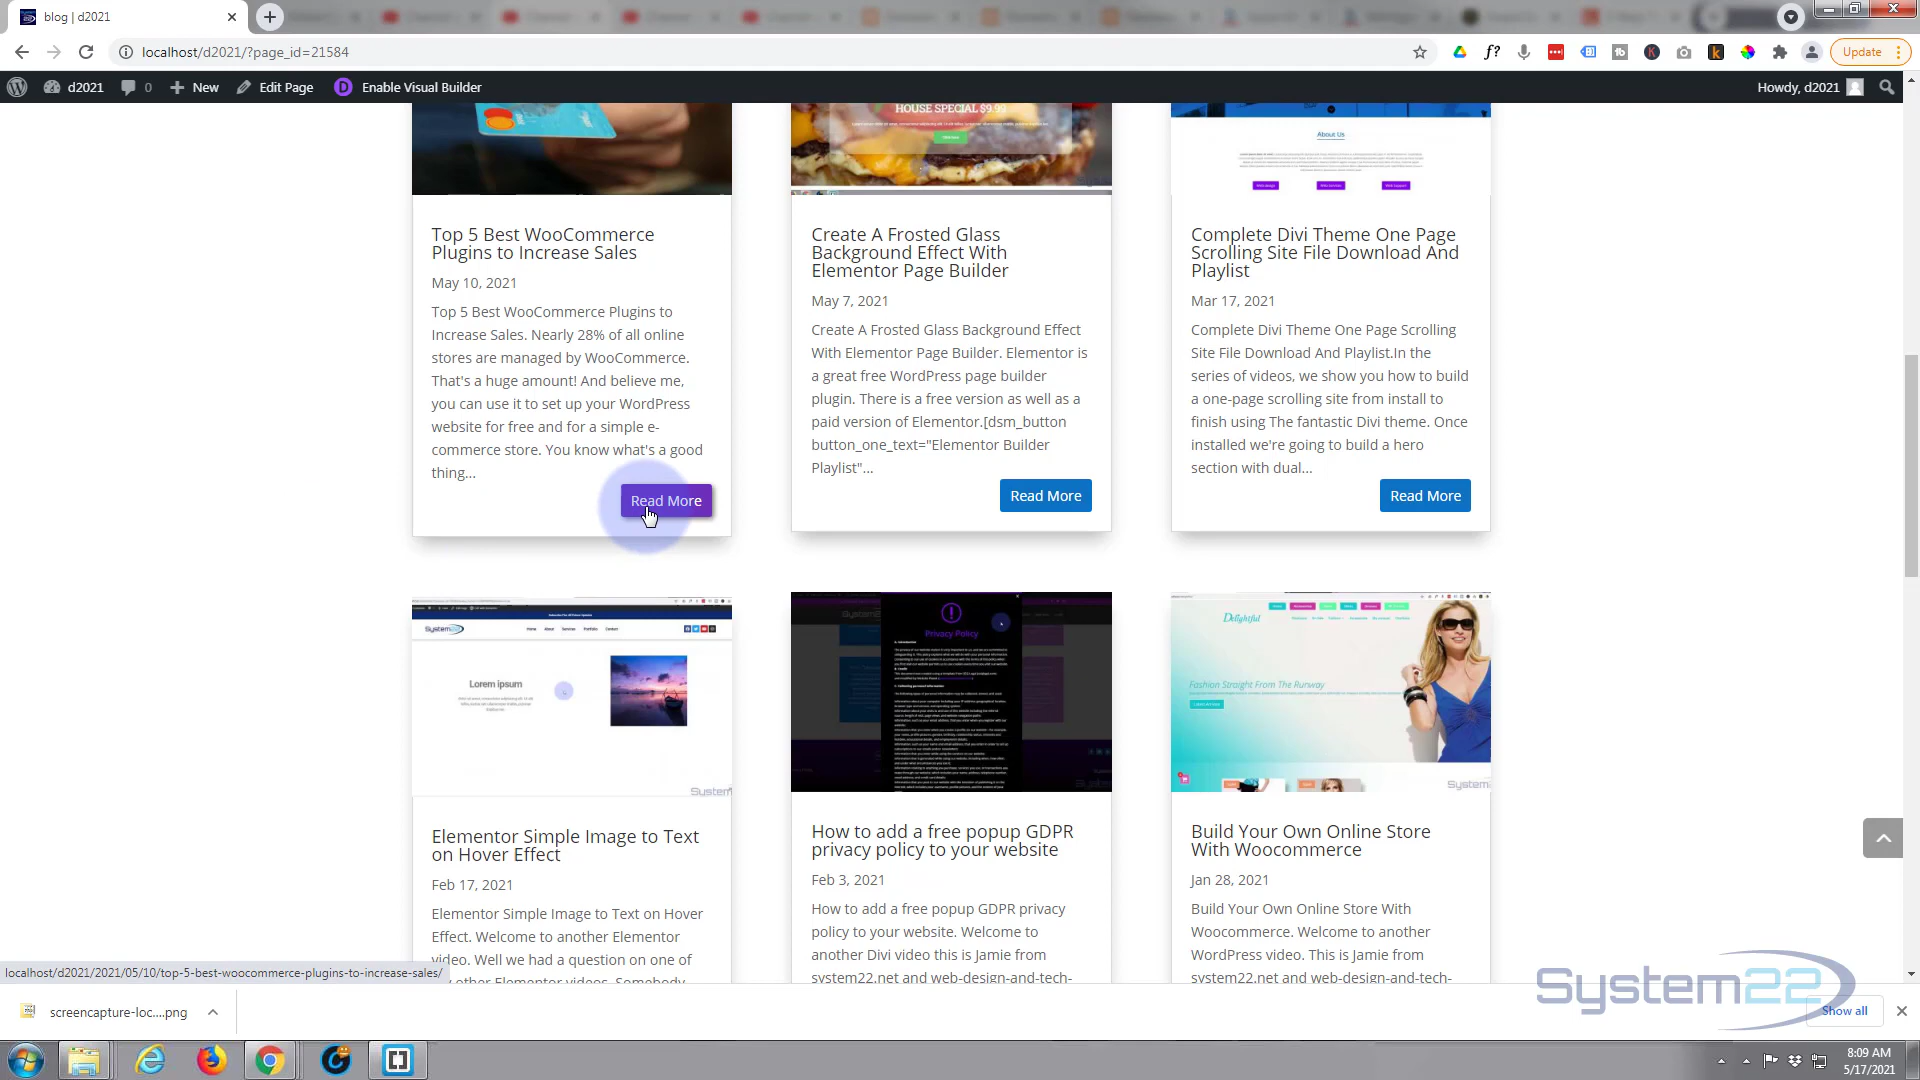 blog | d2021
localhost/d2021/?page_id=21584
Update
d2021
0
New
Edit Page
Enable Visual Builder
Howdy, d2021
HOUSE SPECIAL $9.99
About Us
Top 5 Best WooCommerce
Plugins to Increase Sales
May 10, 2021
Top 5 Best WooCommerce Plugins to
Increase Sales. Nearly 28% of all online
stores are managed by WooCommerce.
That's a huge amount! And believe me,
you can use it to set up your WordPress
website for free and for a simple e-
commerce store. You know what's a good
thing...
Read More
Create A Frosted Glass
Background Effect With
Elementor Page Builder
May 7, 2021
Create A Frosted Glass Background Effect
With Elementor Page Builder. Elementor is
a great free WordPress page builder
plugin. There is a free version as well as a
paid version of Elementor.[dsm_button
button_one_text="Elementor Builder
Playlist"...
Read More
Complete Divi Theme One Page
Scrolling Site File Download And
Playlist
Mar 17, 2021
Complete Divi Theme One Page Scrolling
Site File Download And Playlist.In the
series of videos, we show you how to build
a one-page scrolling site from install to
finish using The fantastic Divi theme. Once
installed we're going to build a hero
section with dual...
Read More
System22
Lorem ipsum
System
Elementor Simple Image to Text
on Hover Effect
Feb 17, 2021
Elementor Simple Image to Text on Hover
Effect. Welcome to another Elementor
video. Well we had a question on one of
other Elementor videos. Somebody
Privacy Policy
How to add a free popup GDPR
privacy policy to your website
Feb 3, 2021
How to add a free popup GDPR privacy
policy to your website. Welcome to
another Divi video this is Jamie from
system22.net and web-design-and-tech-
Delightful
Fashion Straight From The Runway
System
Build Your Own Online Store
With Woocommerce
Jan 28, 2021
Build Your Own Online Store With
Woocommerce. Welcome to another
WordPress video. This is Jamie from
system22.net and web-design-and-tech-
localhost/d2021/2021/05/10/top-5-best-woocommerce-plugins-to-increase-sales/
System22
screencapture-loc....png
Show all
8:09 AM
5/17/2021